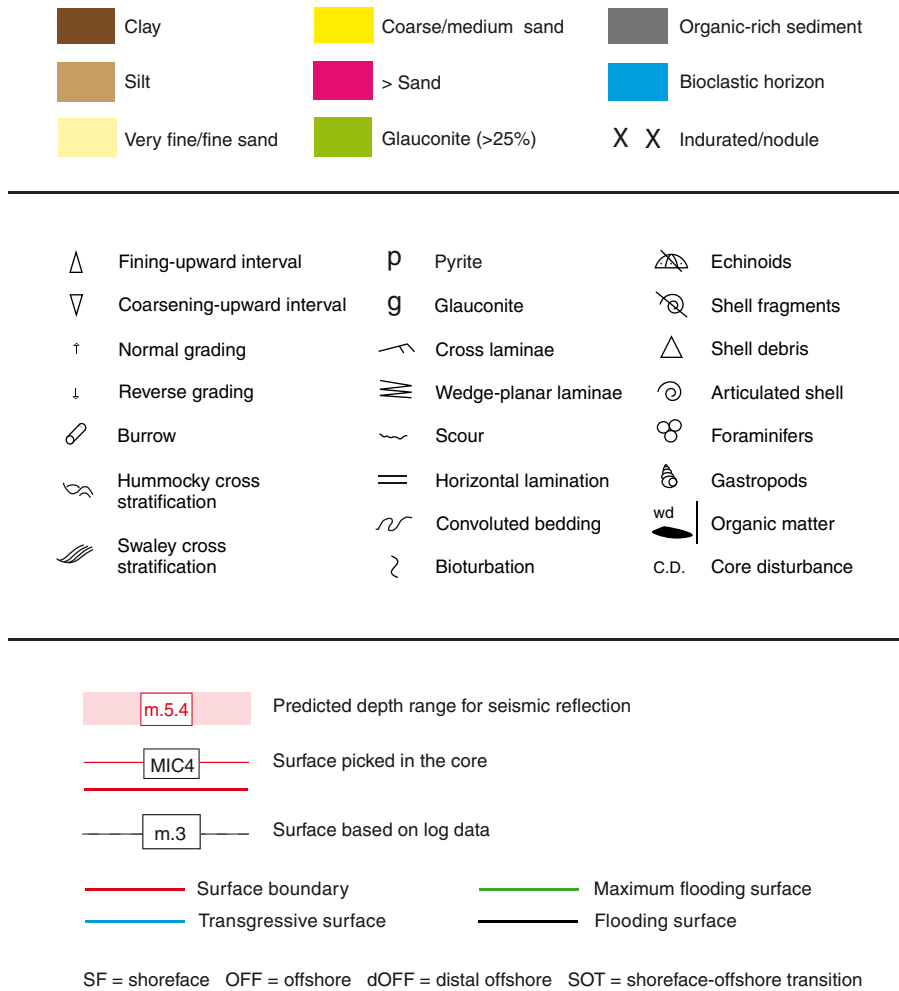 Clay Coarse/medium sand Organic-rich sediment
Silt > Sand Bioclastic horizon
Very fine/fine sand Glauconite (>25%) X X Indurated/nodule
Fining-upward interval p Pyrite Echinoids
Coarsening-upward interval g Glauconite Shell fragments
Normal grading Cross laminae Shell debris
Reverse grading Wedge-planar laminae Articulated shell
Burrow Scour Foraminifers
Hummocky cross
stratification Horizontal lamination Gastropods
Convoluted bedding wd Organic matter
Swaley cross
stratification Bioturbation C.D. Core disturbance
m.5.4 Predicted depth range for seismic reflection
MIC4 Surface picked in the core
m.3 Surface based on log data
Surface boundary Maximum flooding surface
Transgressive surface Flooding surface
SF = shoreface OFF = offshore dOFF = distal offshore SOT = shoreface-offshore transition